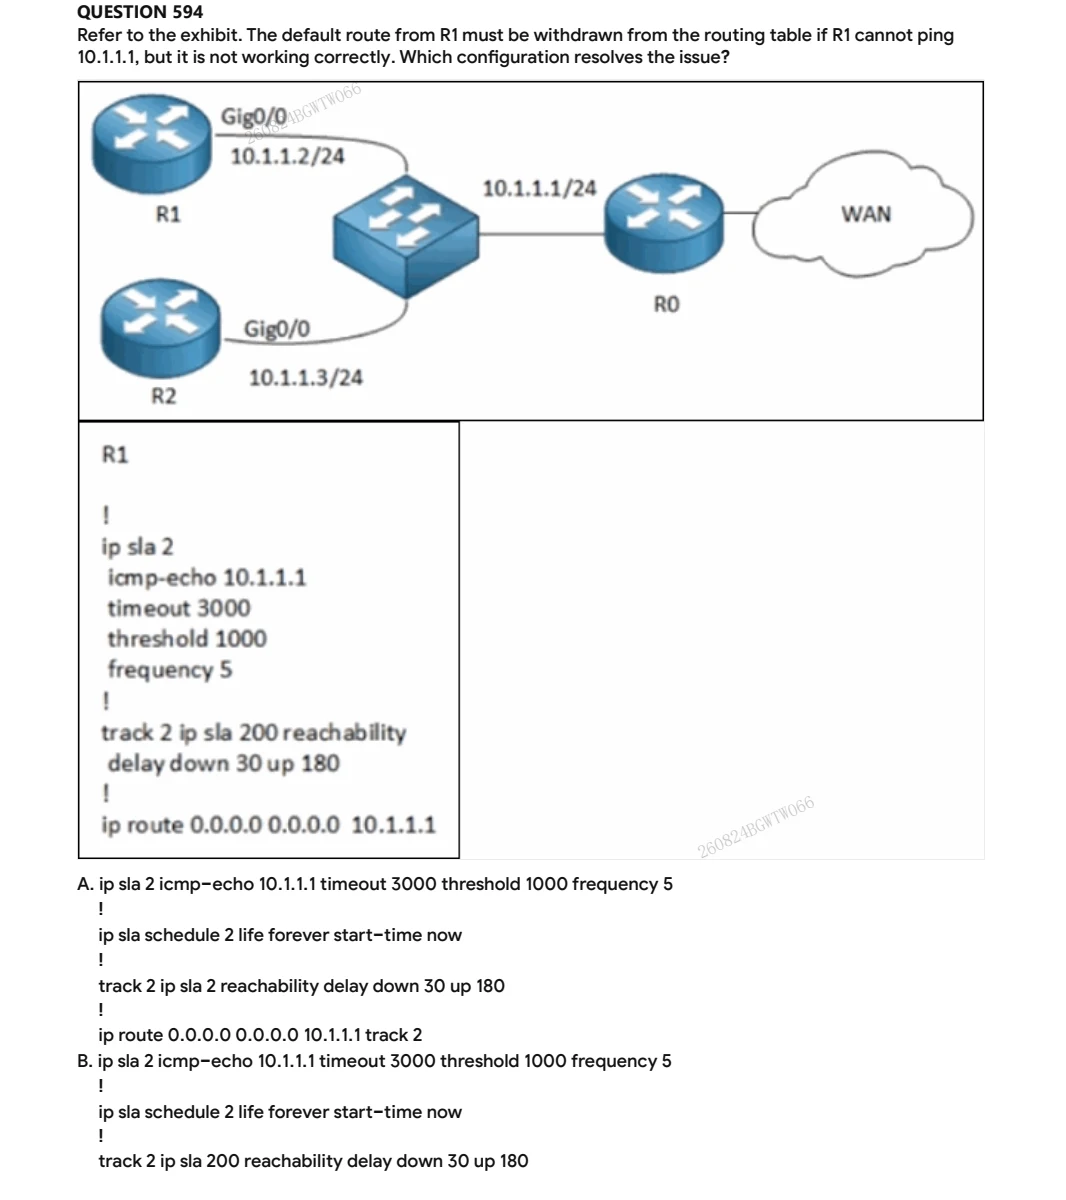 QUESTION 594
Refer to the exhibit. The default route from R1 must be withdrawn from the routing table if R1 cannot ping
10.1.1.1, but it is not working correctly. Which configuration resolves the issue?
Gig0/0
260824BGWTW066
10.1.1.2/24
R1
10.1.1.1/24
WAN
R0
Gig0/0
10.1.1.3/24
R2
R1
!
ip sla 2
icmp-echo 10.1.1.1
timeout 3000
threshold 1000
frequency 5
!
track 2 ip sla 200 reachability
delay down 30 up 180
!
ip route 0.0.0.0 0.0.0.0 10.1.1.1
260824BGWTW066
A. ip sla 2 icmp-echo 10.1.1.1 timeout 3000 threshold 1000 frequency 5
!
ip sla schedule 2 life forever start-time now
!
track 2 ip sla 2 reachability delay down 30 up 180
!
ip route 0.0.0.0 0.0.0.0 10.1.1.1 track 2
B. ip sla 2 icmp-echo 10.1.1.1 timeout 3000 threshold 1000 frequency 5
!
ip sla schedule 2 life forever start-time now
!
track 2 ip sla 200 reachability delay down 30 up 180